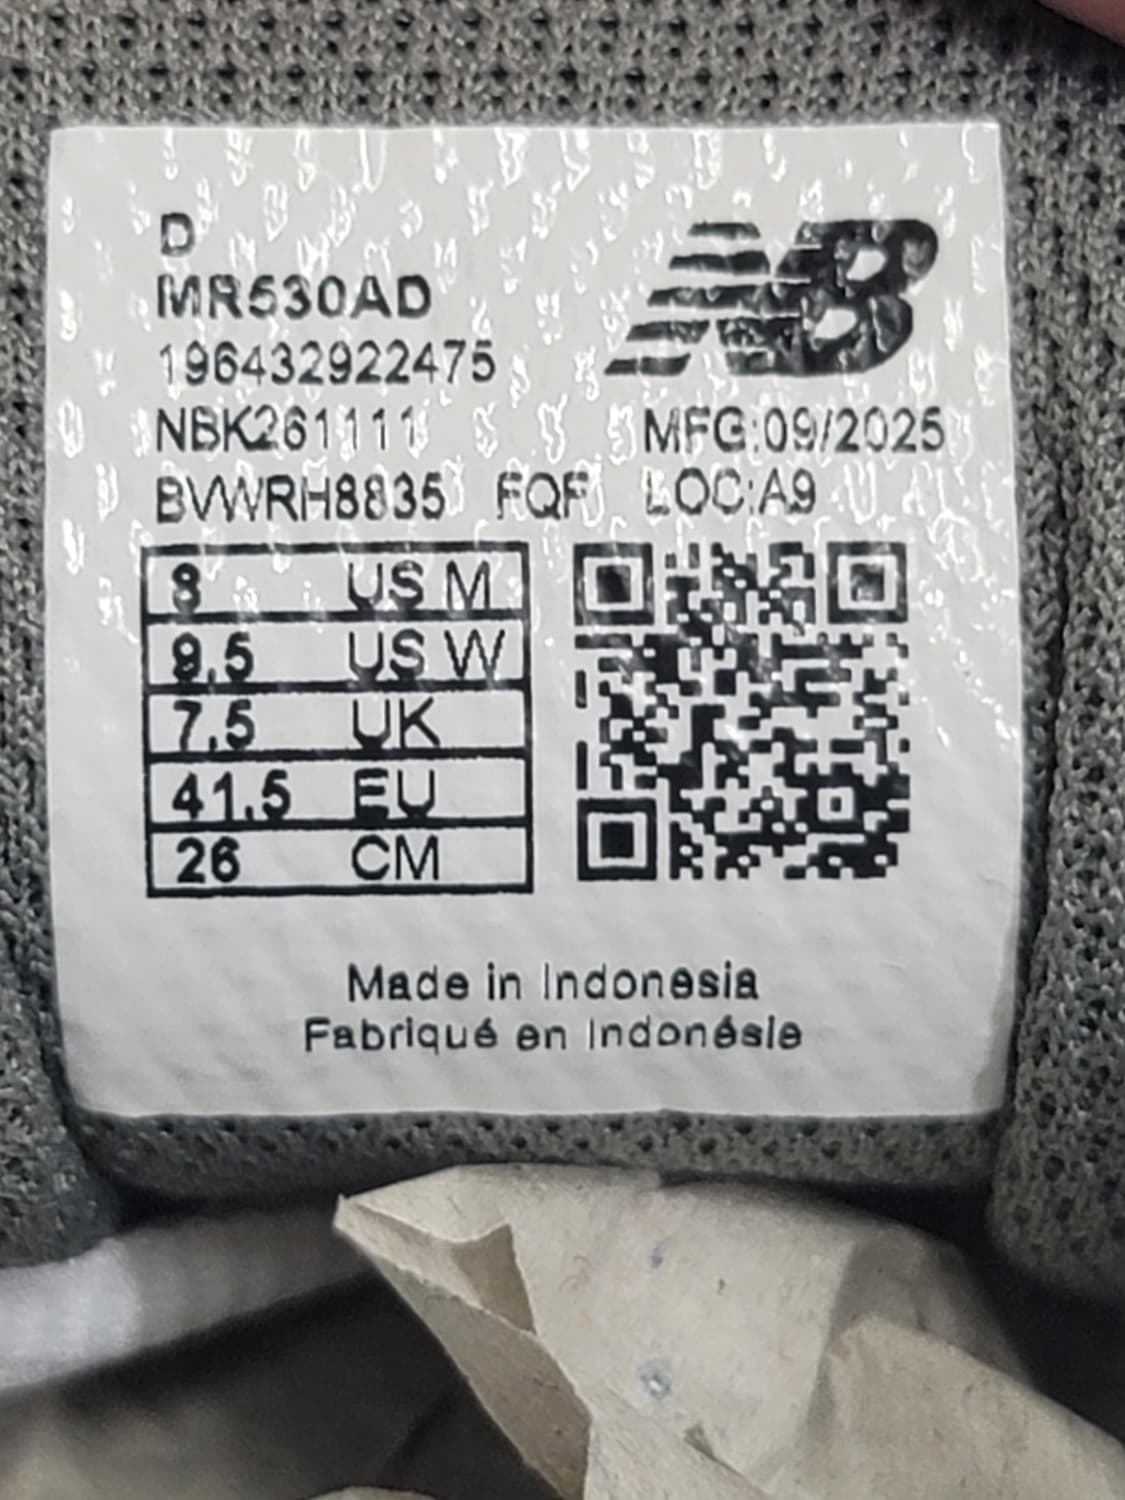 D
MR530AD
NB
196432922475
NBK261111 MFG:09/2025
BVWRH8835 FQF LOC:A9
8 US M
9.5 US W
7.5 UK
41.5 EU
26 CM
Made in Indonesia
Fabriqué en Indonésie